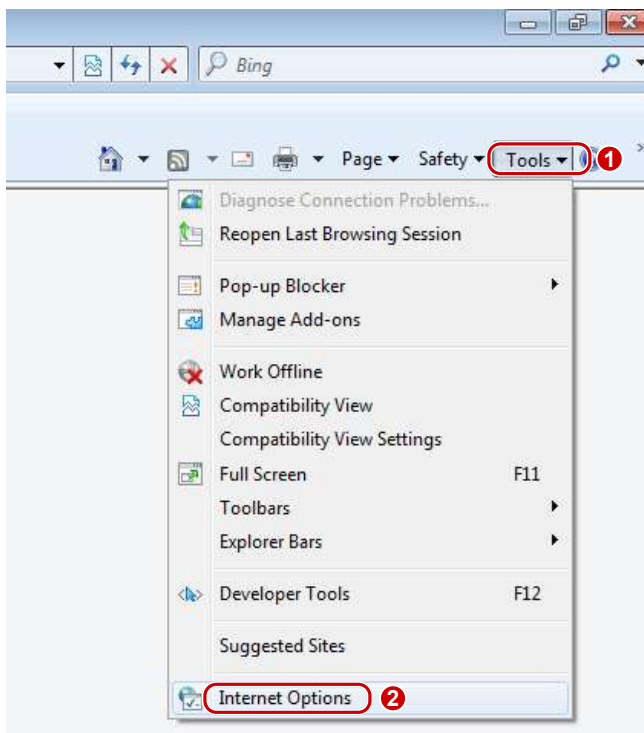 Bing
Page Safety Tools 1
Diagnose Connection Problems...
Reopen Last Browsing Session
Pop-up Blocker
Manage Add-ons
Work Offline
Compatibility View
Compatibility View Settings
Full Screen F11
Toolbars
Explorer Bars
Developer Tools F12
Suggested Sites
Internet Options 2